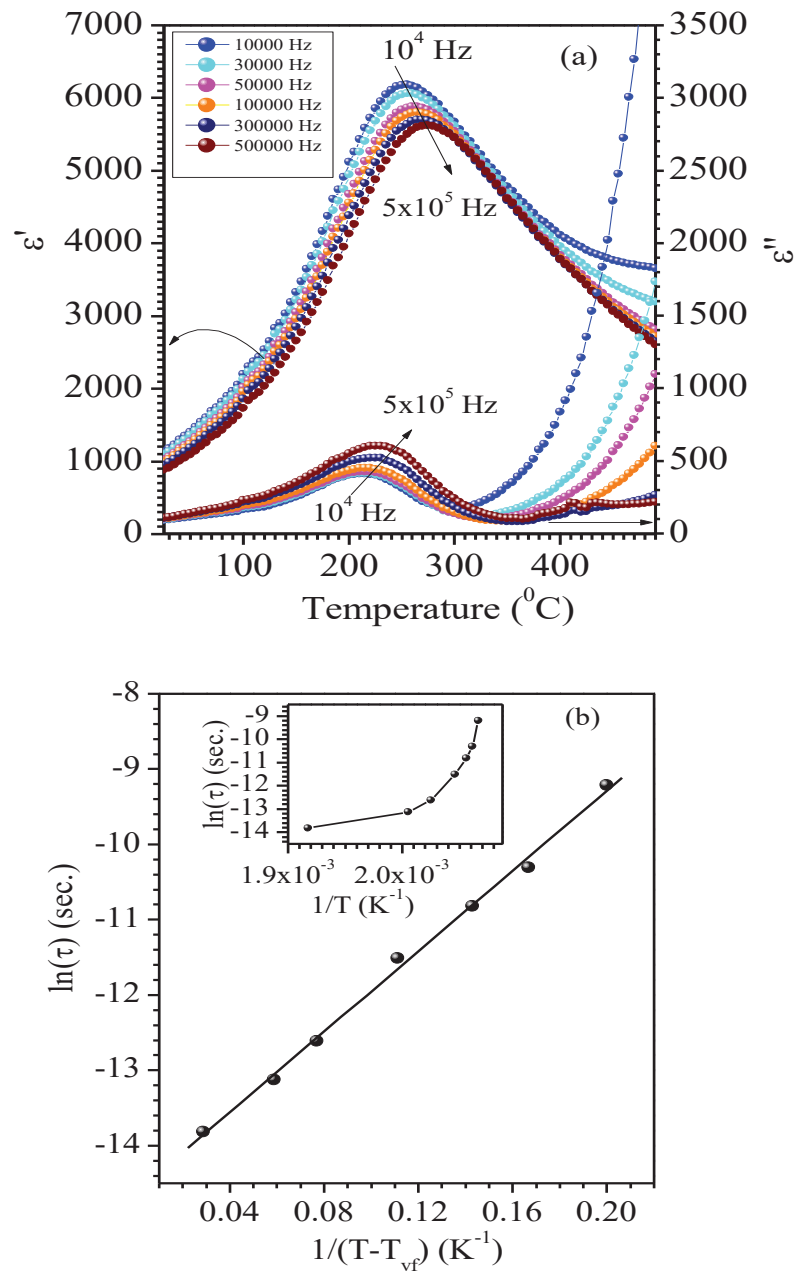 7000
6000
5000
4000
3000
2000
1000
0
ε'
3500
3000
2500
2000
1500
1000
500
0
ε''
10000 Hz
30000 Hz
50000 Hz
100000 Hz
300000 Hz
500000 Hz
10⁴ Hz
(a)
5x10⁵ Hz
5x10⁵ Hz
10⁴ Hz
100
200
300
400
Temperature (⁰C)
-8
-9
-10
-11
-12
-13
-14
ln(τ) (sec.)
(b)
-9
-10
-11
-12
-13
-14
ln(τ) (sec.)
1.9x10⁻³
2.0x10⁻³
1/T (K⁻¹)
0.04
0.08
0.12
0.16
0.20
1/(T-Tᵥf) (K⁻¹)